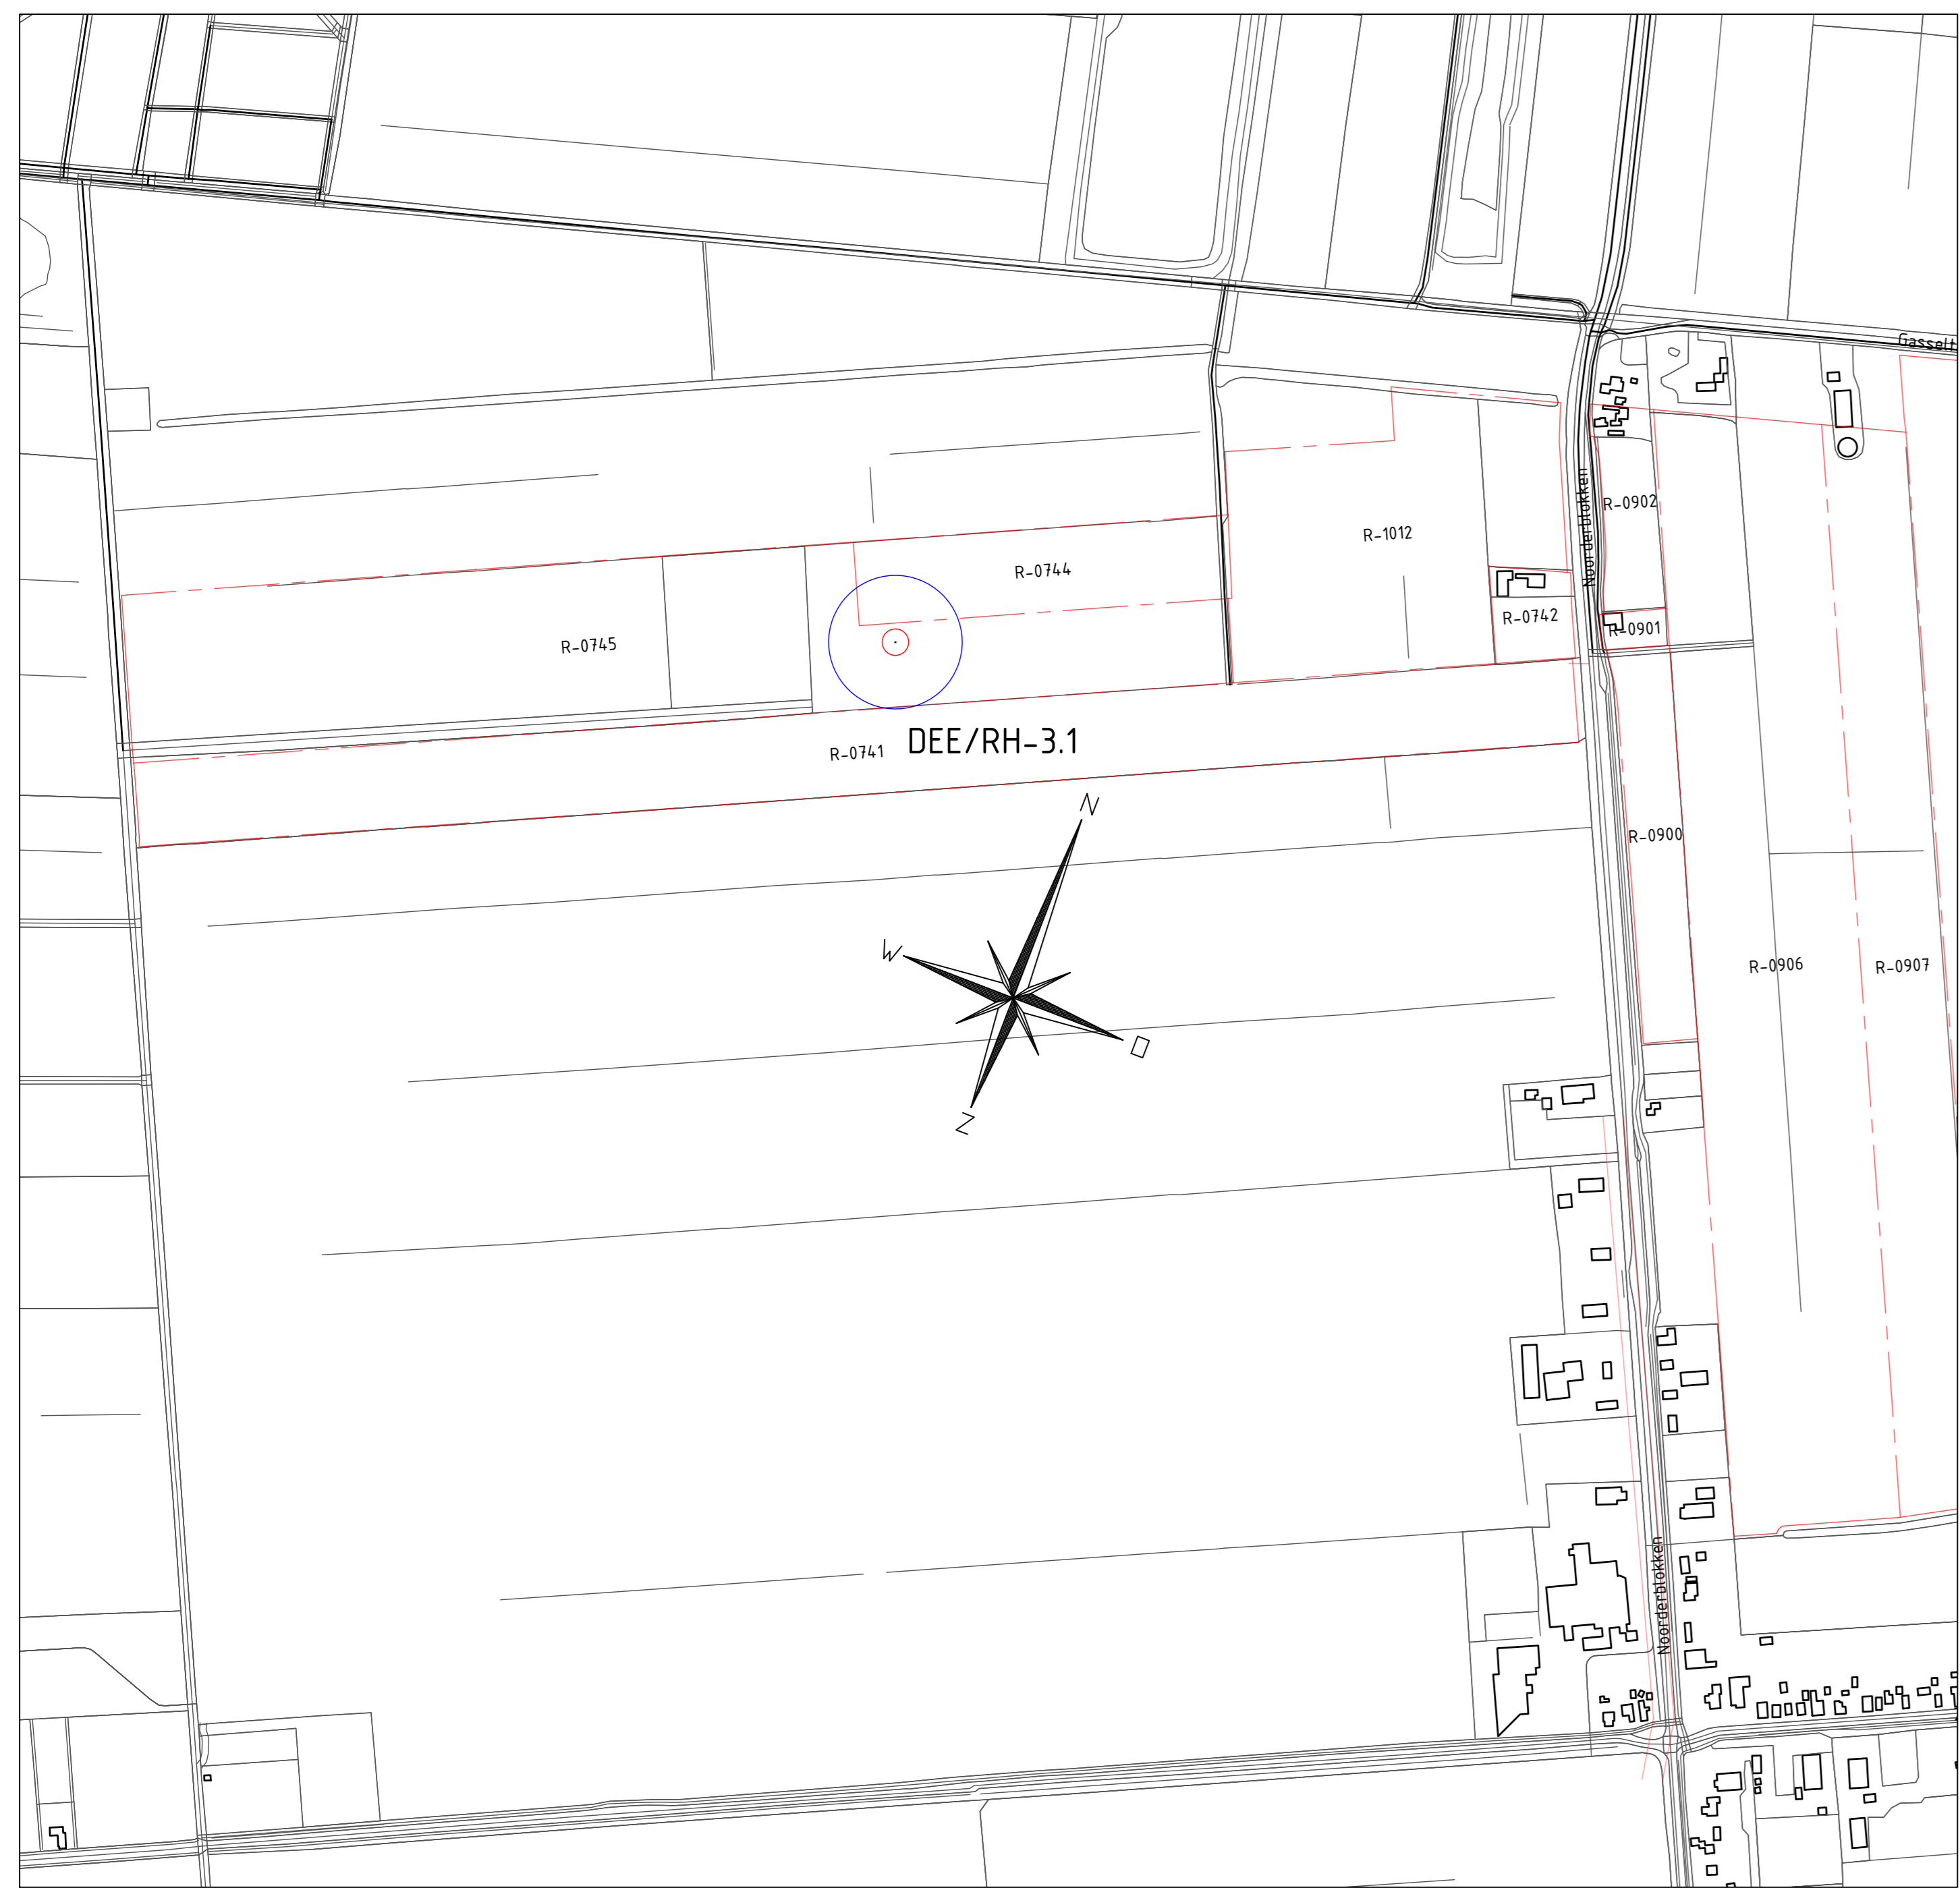 Gasselt
Noorderblokken
R-0902
R-1012
R-0744
R-0742
R-0901
R-0745
DEE/RH-3.1
R-0741
N
R-0900
W
R-0906
R-0907
Z
Noorderblokken